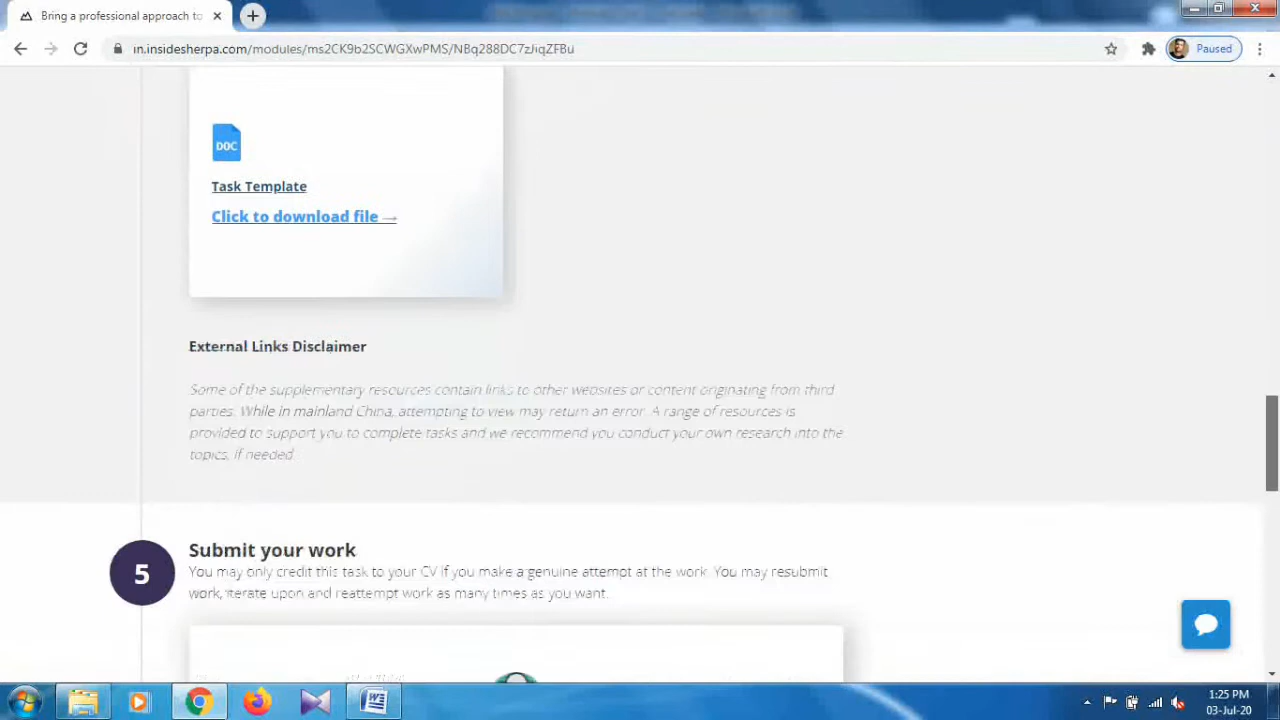 Bring a professional approach to
in.insidesherpa.com/modules/ms2CK9b2SCWGXwPMS/NBq288DC7zJiqZFBu
Paused
DOC
Task Template
Click to download file →
External Links Disclaimer
Some of the supplementary resources contain links to other websites or content originating from third
parties. While in mainland China, attempting to view may return an error. A range of resources is
provided to support you to complete tasks and we recommend you conduct your own research into the
topics, if needed.
5
Submit your work
You may only credit this task to your CV if you make a genuine attempt at the work. You may resubmit
work, iterate upon and reattempt work as many times as you want.
1:25 PM
03-Jul-20